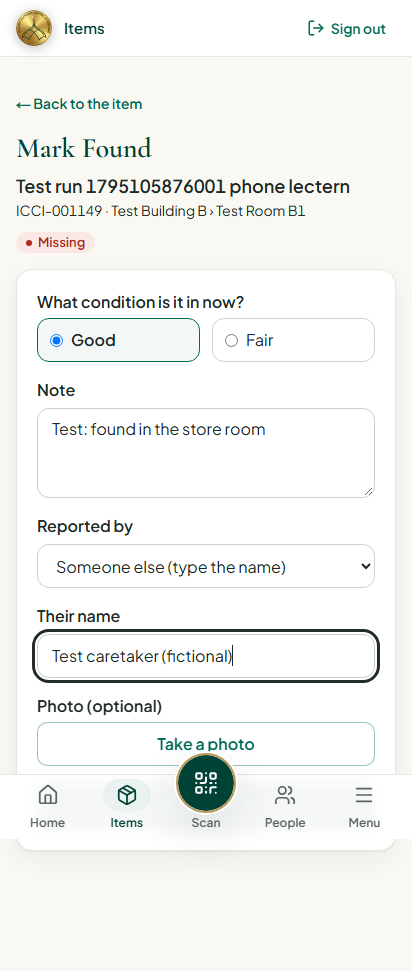 Items
Sign out
← Back to the item
Mark Found
Test run 1795105876001 phone lectern
ICCI-001149 · Test Building B › Test Room B1
Missing
What condition is it in now?
Good
Fair
Note
Test: found in the store room
Reported by
Someone else (type the name)
Their name
Test caretaker (fictional)
Photo (optional)
Take a photo
Home
Items
Scan
People
Menu